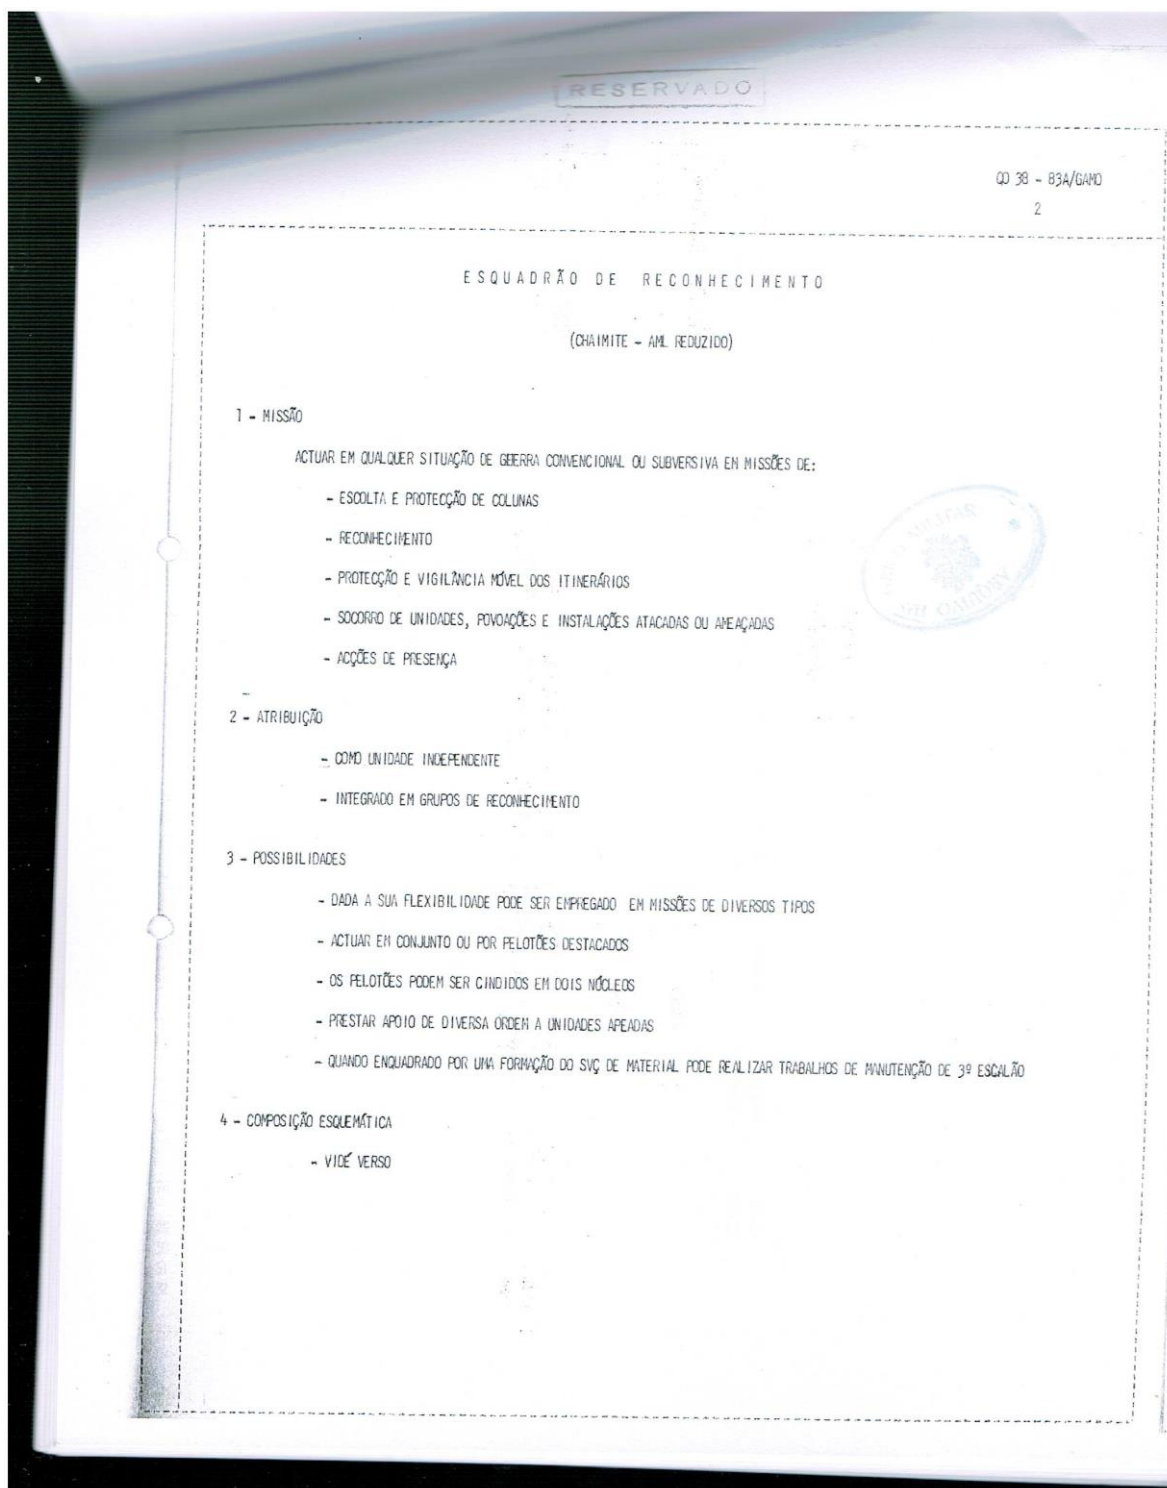 RESERVADO
QO 38 - 83A/GAMO
2
ESQUADRÃO DE RECONHECIMENTO
(CHAIMITE - AML REDUZIDO)
1 - MISSÃO
ACTUAR EM QUALQUER SITUAÇÃO DE GUERRA CONVENCIONAL OU SUBVERSIVA EM MISSÕES DE:
- ESCOLTA E PROTECÇÃO DE COLUNAS
- RECONHECIMENTO
- PROTECÇÃO E VIGILÂNCIA MÓVEL DOS ITINERÁRIOS
- SOCORRO DE UNIDADES, POVOAÇÕES E INSTALAÇÕES ATACADAS OU AMEAÇADAS
- ACÇÕES DE PRESENÇA
2 - ATRIBUIÇÃO
- COMO UNIDADE INDEPENDENTE
- INTEGRADO EM GRUPOS DE RECONHECIMENTO
3 - POSSIBILIDADES
- DADA A SUA FLEXIBILIDADE PODE SER EMPREGADO EM MISSÕES DE DIVERSOS TIPOS
- ACTUAR EM CONJUNTO OU POR PELOTÕES DESTACADOS
- OS PELOTÕES PODEM SER CINDIDOS EM DOIS NÚCLEOS
- PRESTAR APOIO DE DIVERSA ORDEM A UNIDADES APEADAS
- QUANDO ENQUADRADO POR UMA FORMAÇÃO DO SVÇ DE MATERIAL PODE REALIZAR TRABALHOS DE MANUTENÇÃO DE 3º ESCALÃO
4 - COMPOSIÇÃO ESQUEMÁTICA
- VIDÉ VERSO
MILITAR
ARQUIVO